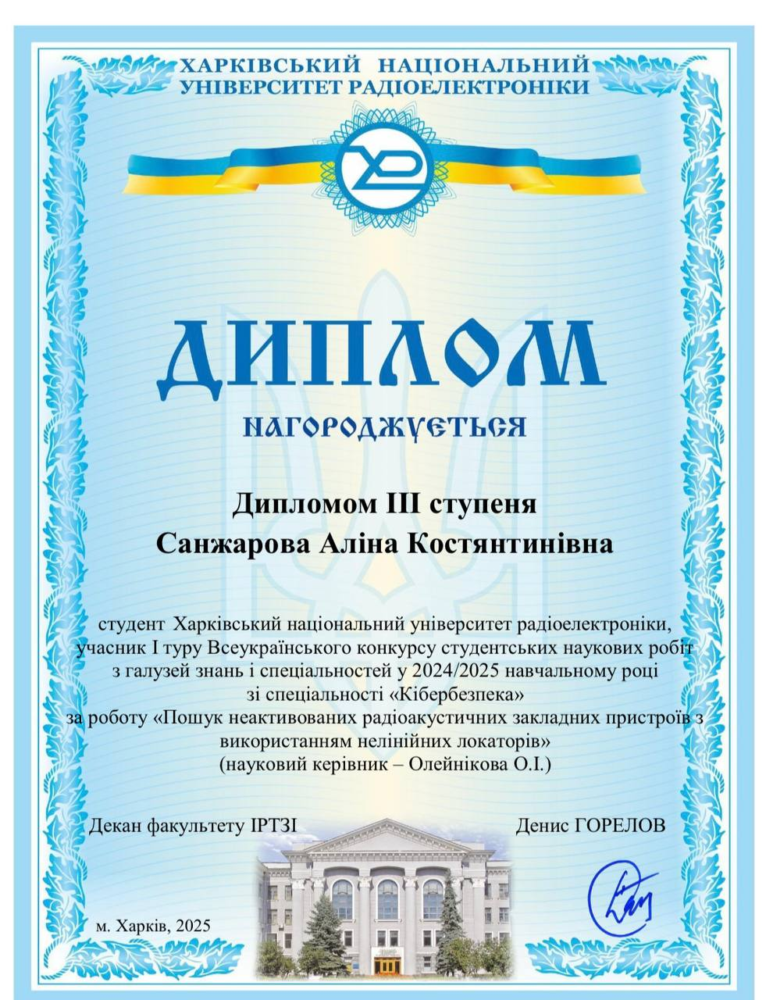 ХАРКІВСЬКИЙ НАЦІОНАЛЬНИЙ
УНІВЕРСИТЕТ РАДІОЕЛЕКТРОНІКИ
ДИПЛОМ
НАГОРОДЖУЄТЬСЯ
Дипломом ІІІ ступеня
Санжарова Аліна Костянтинівна
студент Харківський національний університет радіоелектроніки,
учасник І туру Всеукраїнського конкурсу студентських наукових робіт
з галузей знань і спеціальностей у 2024/2025 навчальному році
зі спеціальності «Кібербезпека»
за роботу «Пошук неактивованих радіоакустичних закладних пристроїв з
використанням нелінійних локаторів»
(науковий керівник – Олейнікова О.І.)
Декан факультету ІРТЗІ Денис ГОРЕЛОВ
м. Харків, 2025